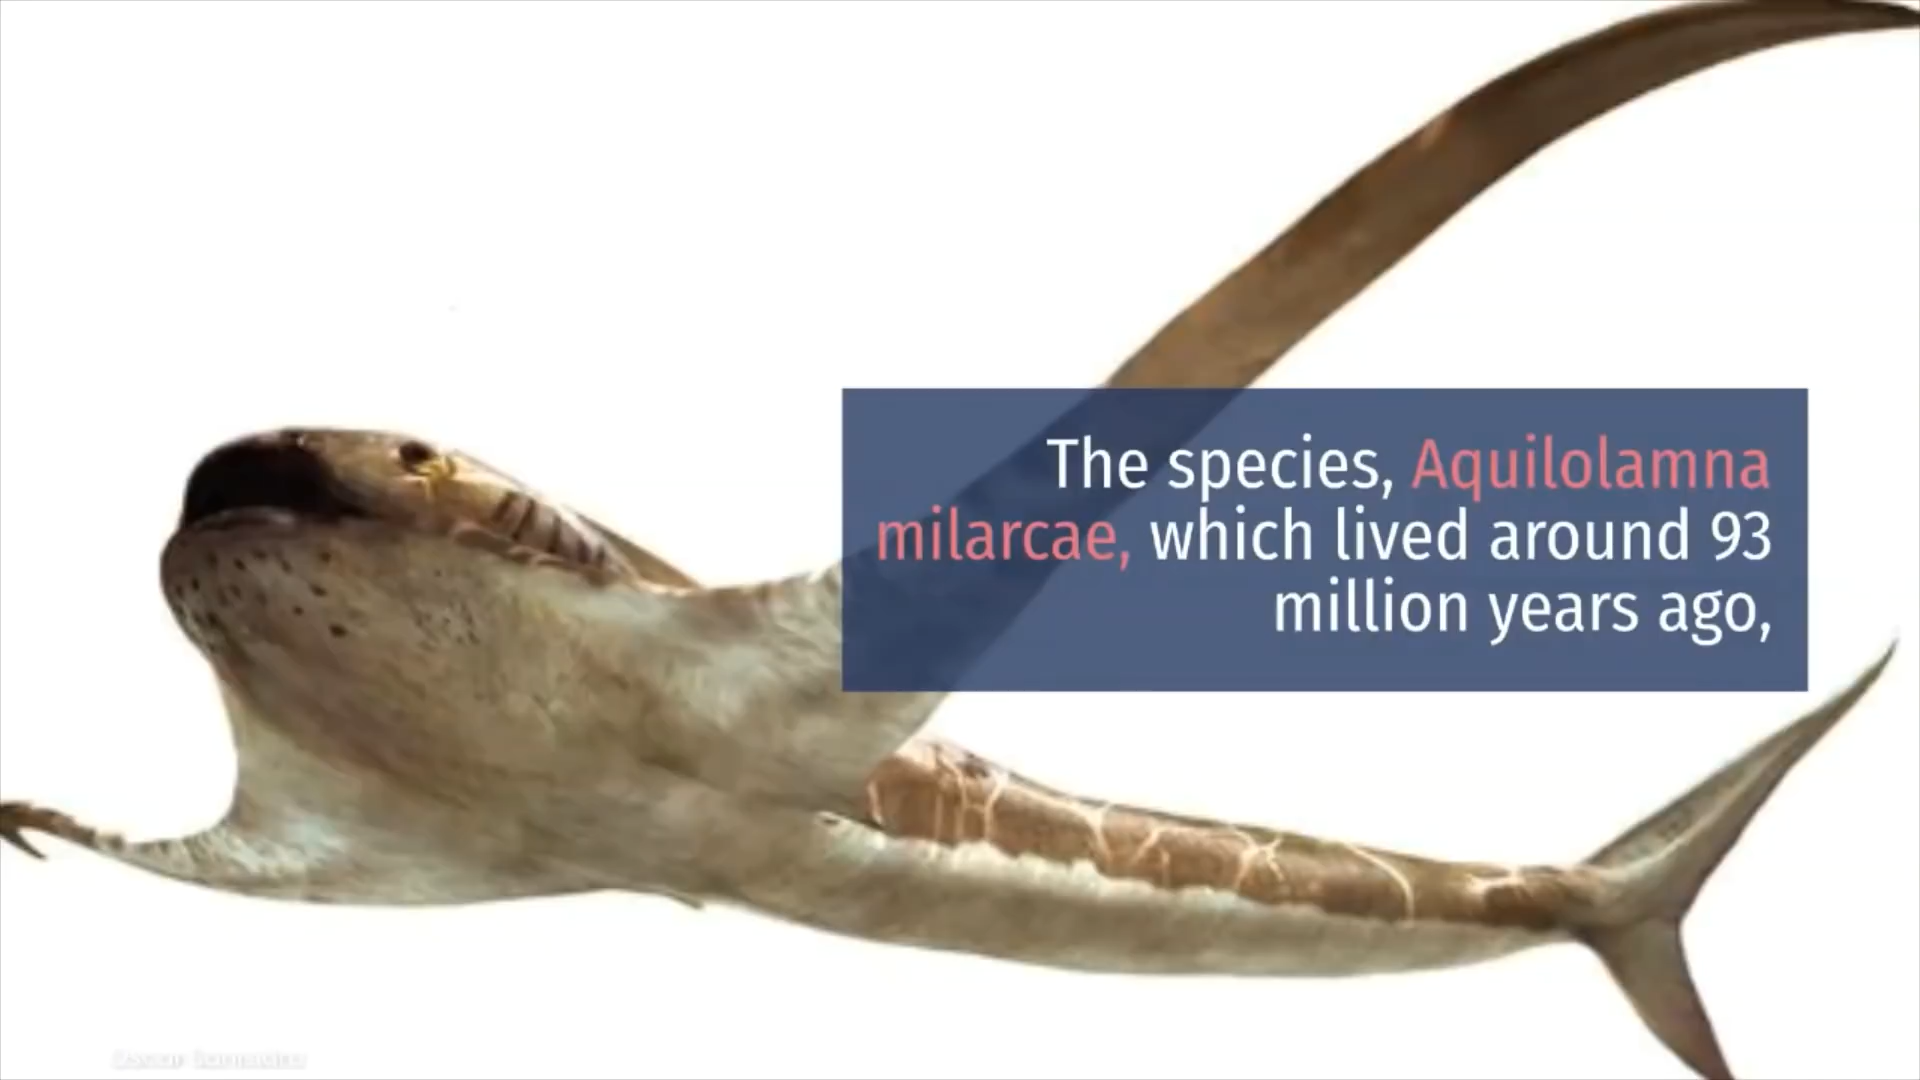 The species, Aquilolamna
milarcae, which lived around 93
million years ago,